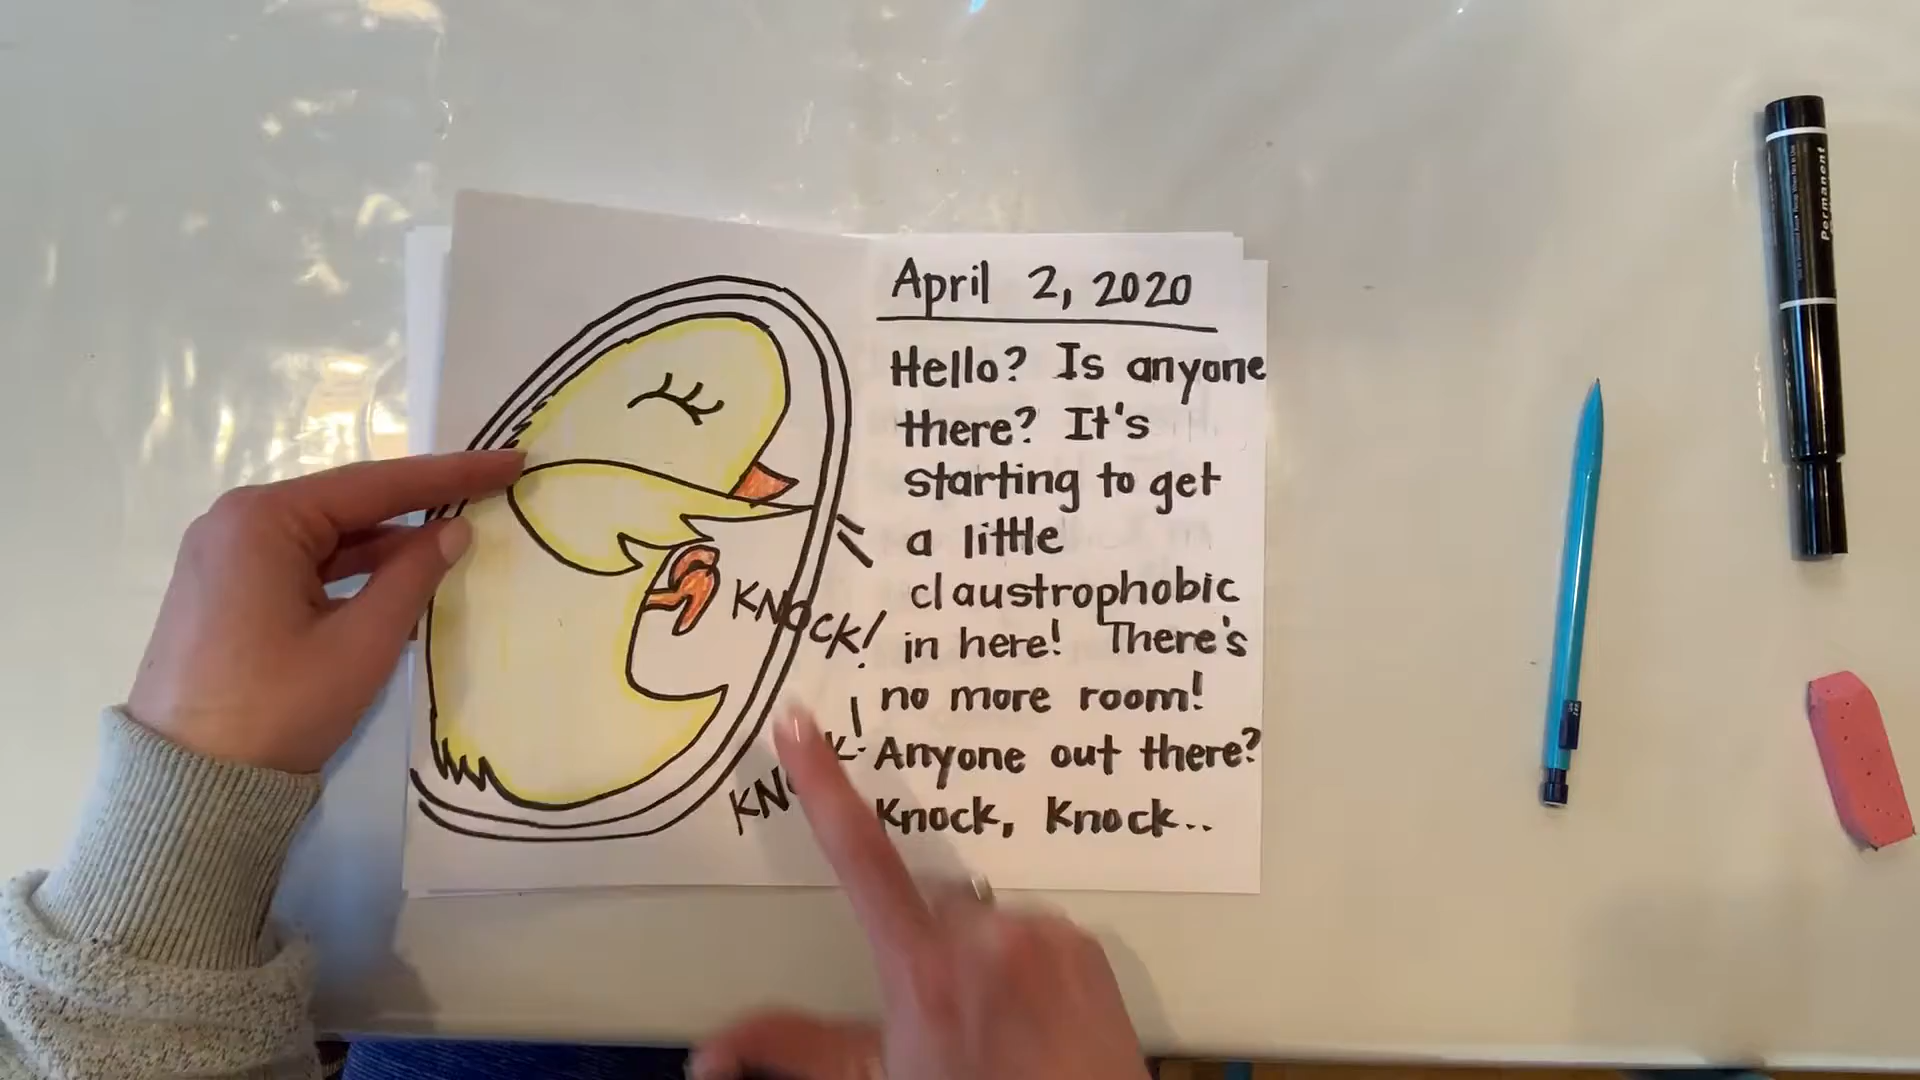 April 2, 2020
Hello? Is anyone
there? It's
starting to get
a little
claustrophobic
in here! There's
no more room!
Anyone out there?
Knock, Knock..
KNOCK!
Permanent